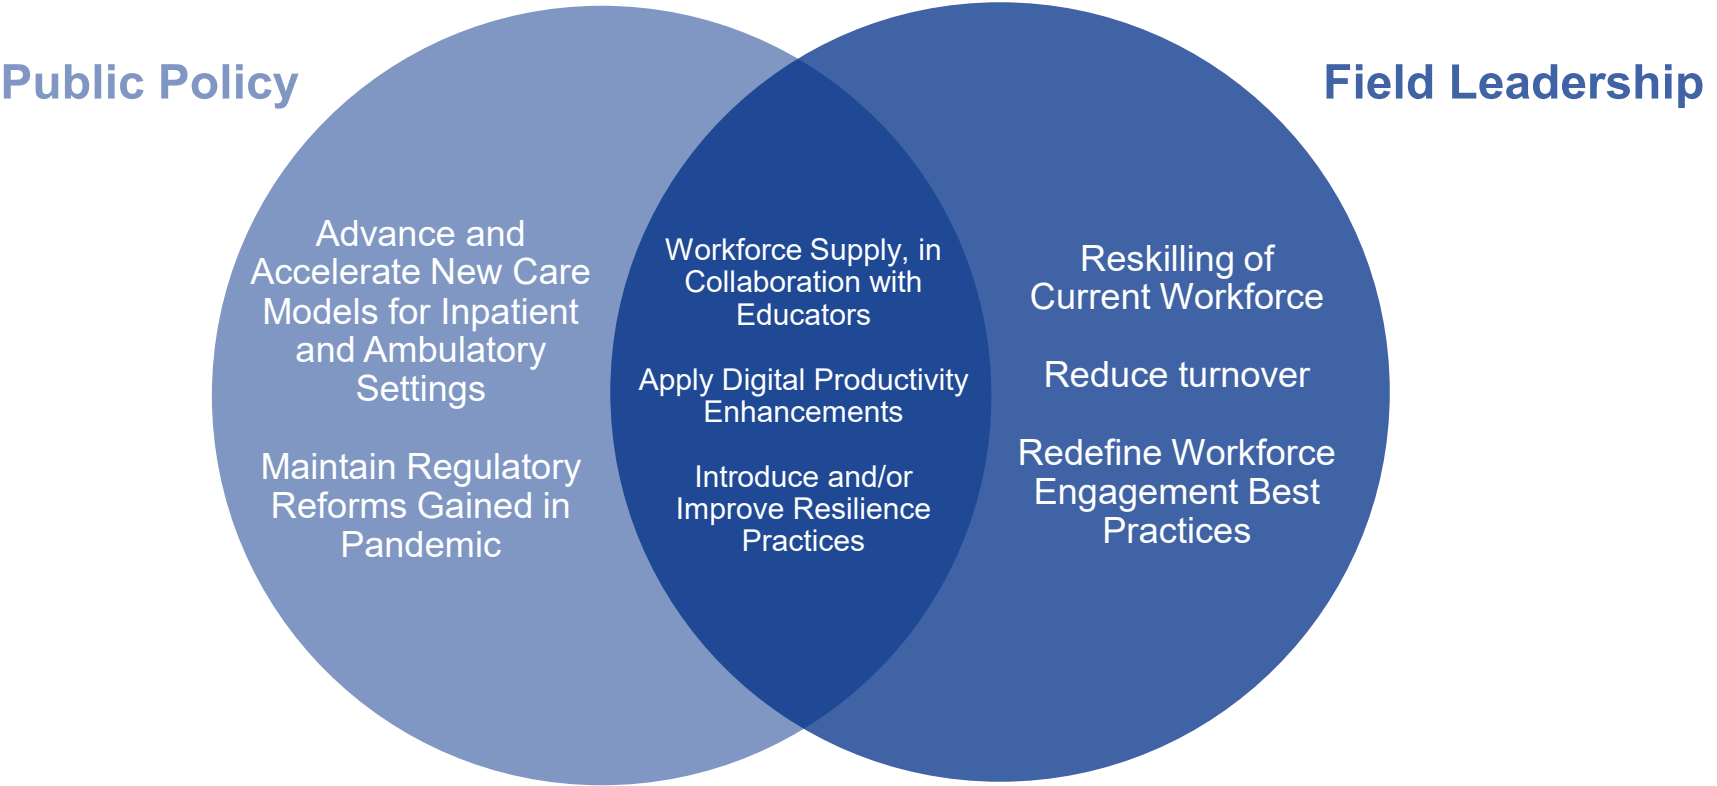 Public Policy
Field Leadership
Advance and
Accelerate New Care
Models for Inpatient
and Ambulatory
Settings
Maintain Regulatory
Reforms Gained in
Pandemic
Workforce Supply, in
Collaboration with
Educators
Apply Digital Productivity
Enhancements
Introduce and/or
Improve Resilience
Practices
Reskilling of
Current Workforce
Reduce turnover
Redefine Workforce
Engagement Best
Practices